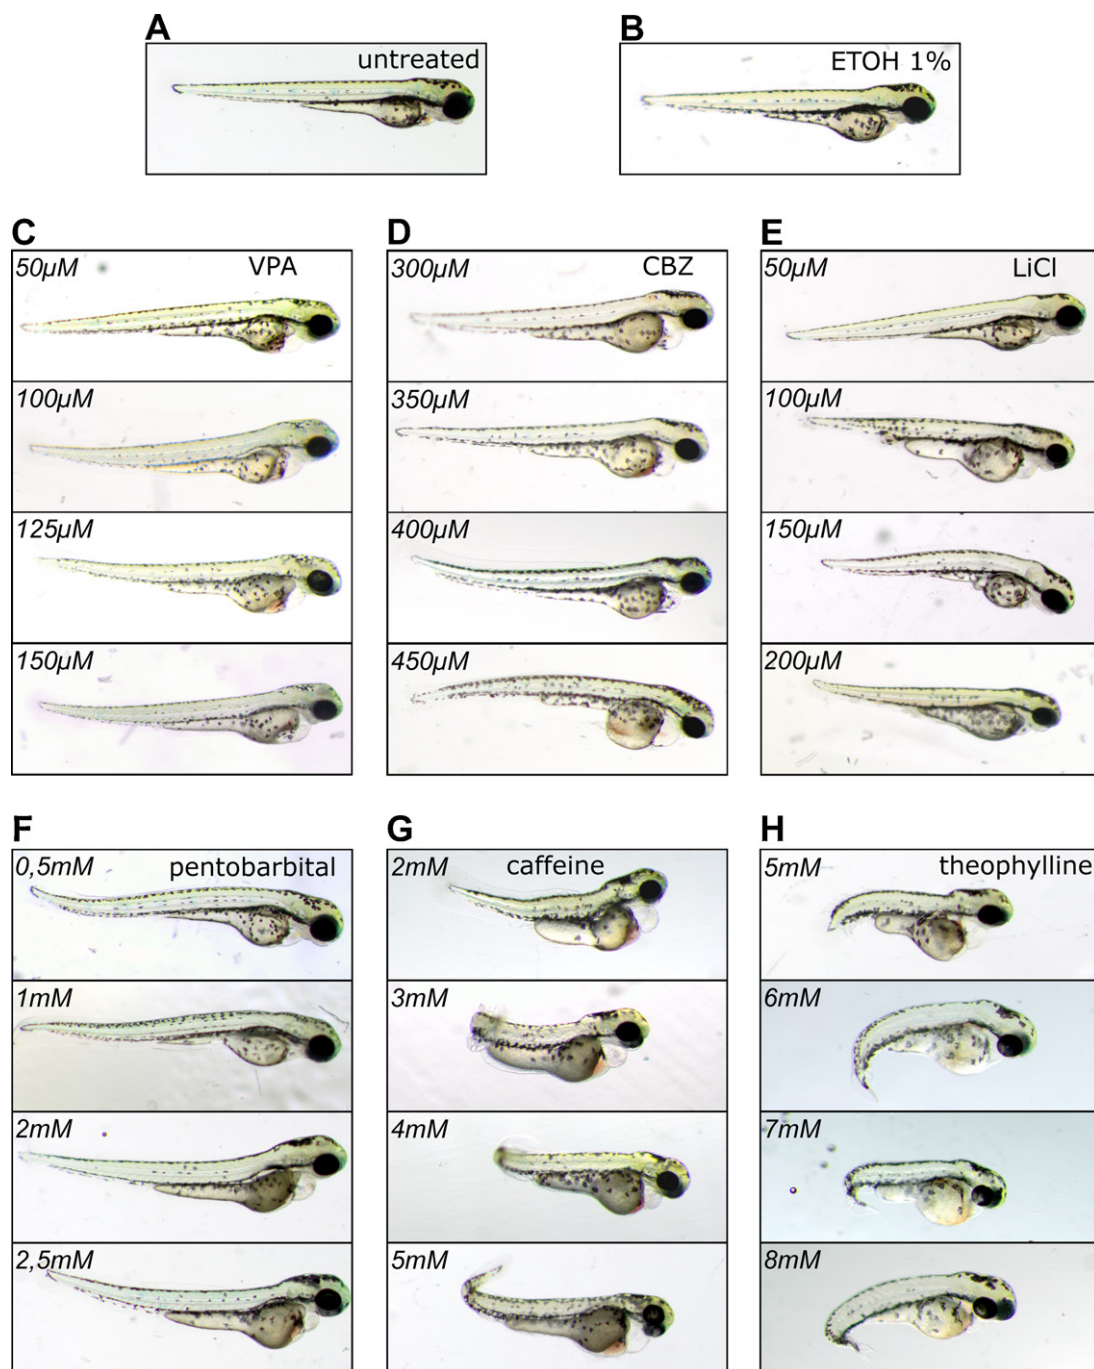 A
untreated
B
ETOH 1%
C
50µM VPA
100µM
125µM
150µM
D
300µM CBZ
350µM
400µM
450µM
E
50µM LiCl
100µM
150µM
200µM
F
0,5mM pentobarbital
1mM
2mM
2,5mM
G
2mM caffeine
3mM
4mM
5mM
H
5mM theophylline
6mM
7mM
8mM